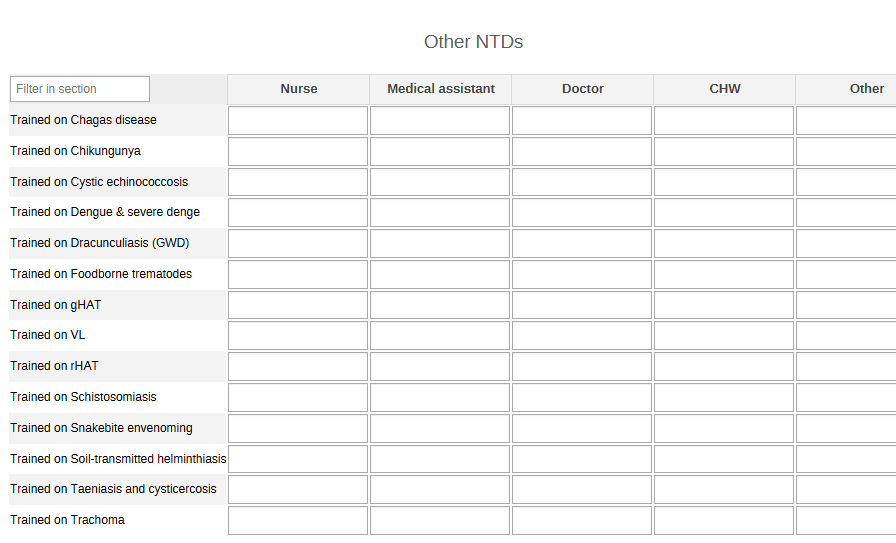 Other NTDs
Filter in section Nurse Medical assistant Doctor CHW Other
Trained on Chagas disease
Trained on Chikungunya
Trained on Cystic echinococcosis
Trained on Dengue & severe denge
Trained on Dracunculiasis (GWD)
Trained on Foodborne trematodes
Trained on gHAT
Trained on VL
Trained on rHAT
Trained on Schistosomiasis
Trained on Snakebite envenoming
Trained on Soil-transmitted helminthiasis
Trained on Taeniasis and cysticercosis
Trained on Trachoma